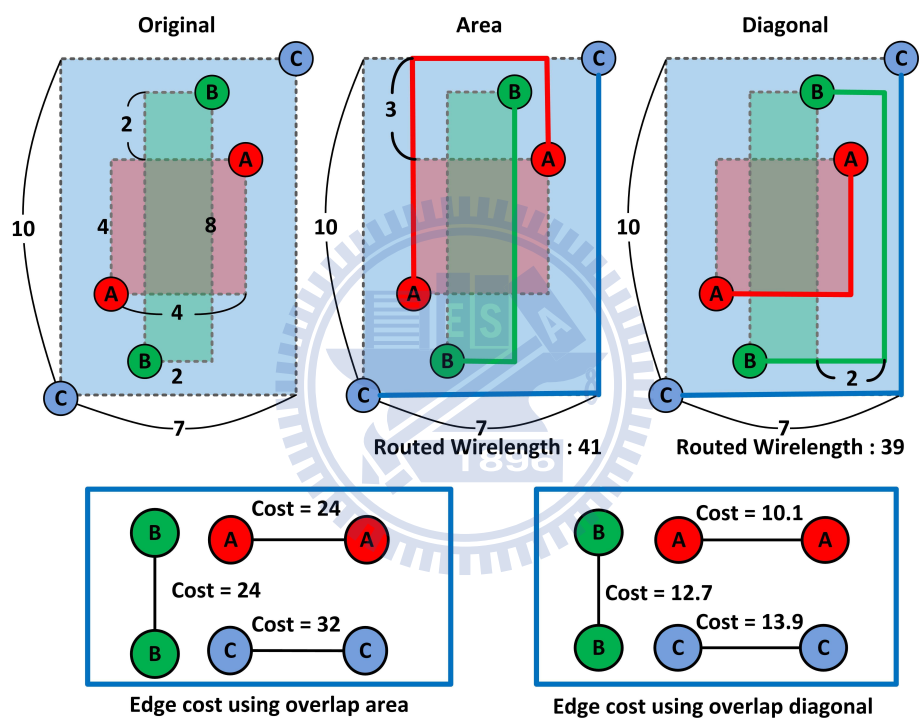 Original
Area
Diagonal
C
B
2
A
10
4
8
A
4
B
2
C
7
C
B
3
A
10
A
B
C
7
Routed Wirelength : 41
C
B
A
10
A
B
2
7
Routed Wirelength : 39
ES
A
1896
B
Cost = 24
A
A
Cost = 24
Cost = 32
B
C
C
Edge cost using overlap area
B
Cost = 10.1
A
A
Cost = 12.7
Cost = 13.9
B
C
C
Edge cost using overlap diagonal